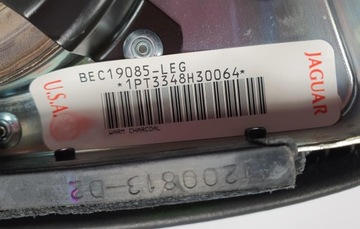 BEC19085-LEG
*1PT3348H30064*
U.S.A.
JAGUAR
WARM CHARCOAL
200813-D2